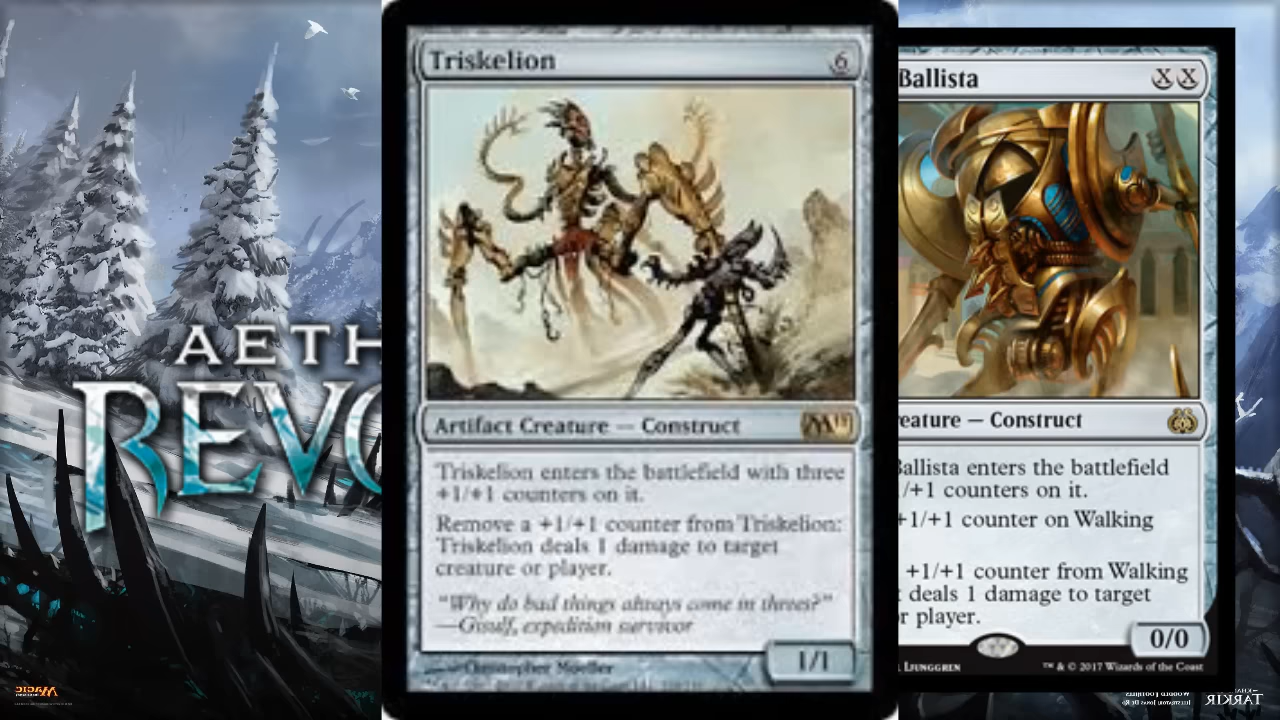 AETH
REVO
Triskelion
6
Artifact Creature — Construct
M11
Triskelion enters the battlefield with three
+1/+1 counters on it.
Remove a +1/+1 counter from Triskelion:
Triskelion deals 1 damage to target
creature or player.
"Why do bad things always come in threes?"
—Gisulf, expedition survivor
Christopher Moeller
1/1
Ballista
XX
reature — Construct
Ballista enters the battlefield
/+1 counters on it.
+1/+1 counter on Walking
+1/+1 counter from Walking
deals 1 damage to target
r player.
0/0
LJUNGGREN
™ & © 2017 Wizards of the Coast
MAGIC
KHANS
TARKIR